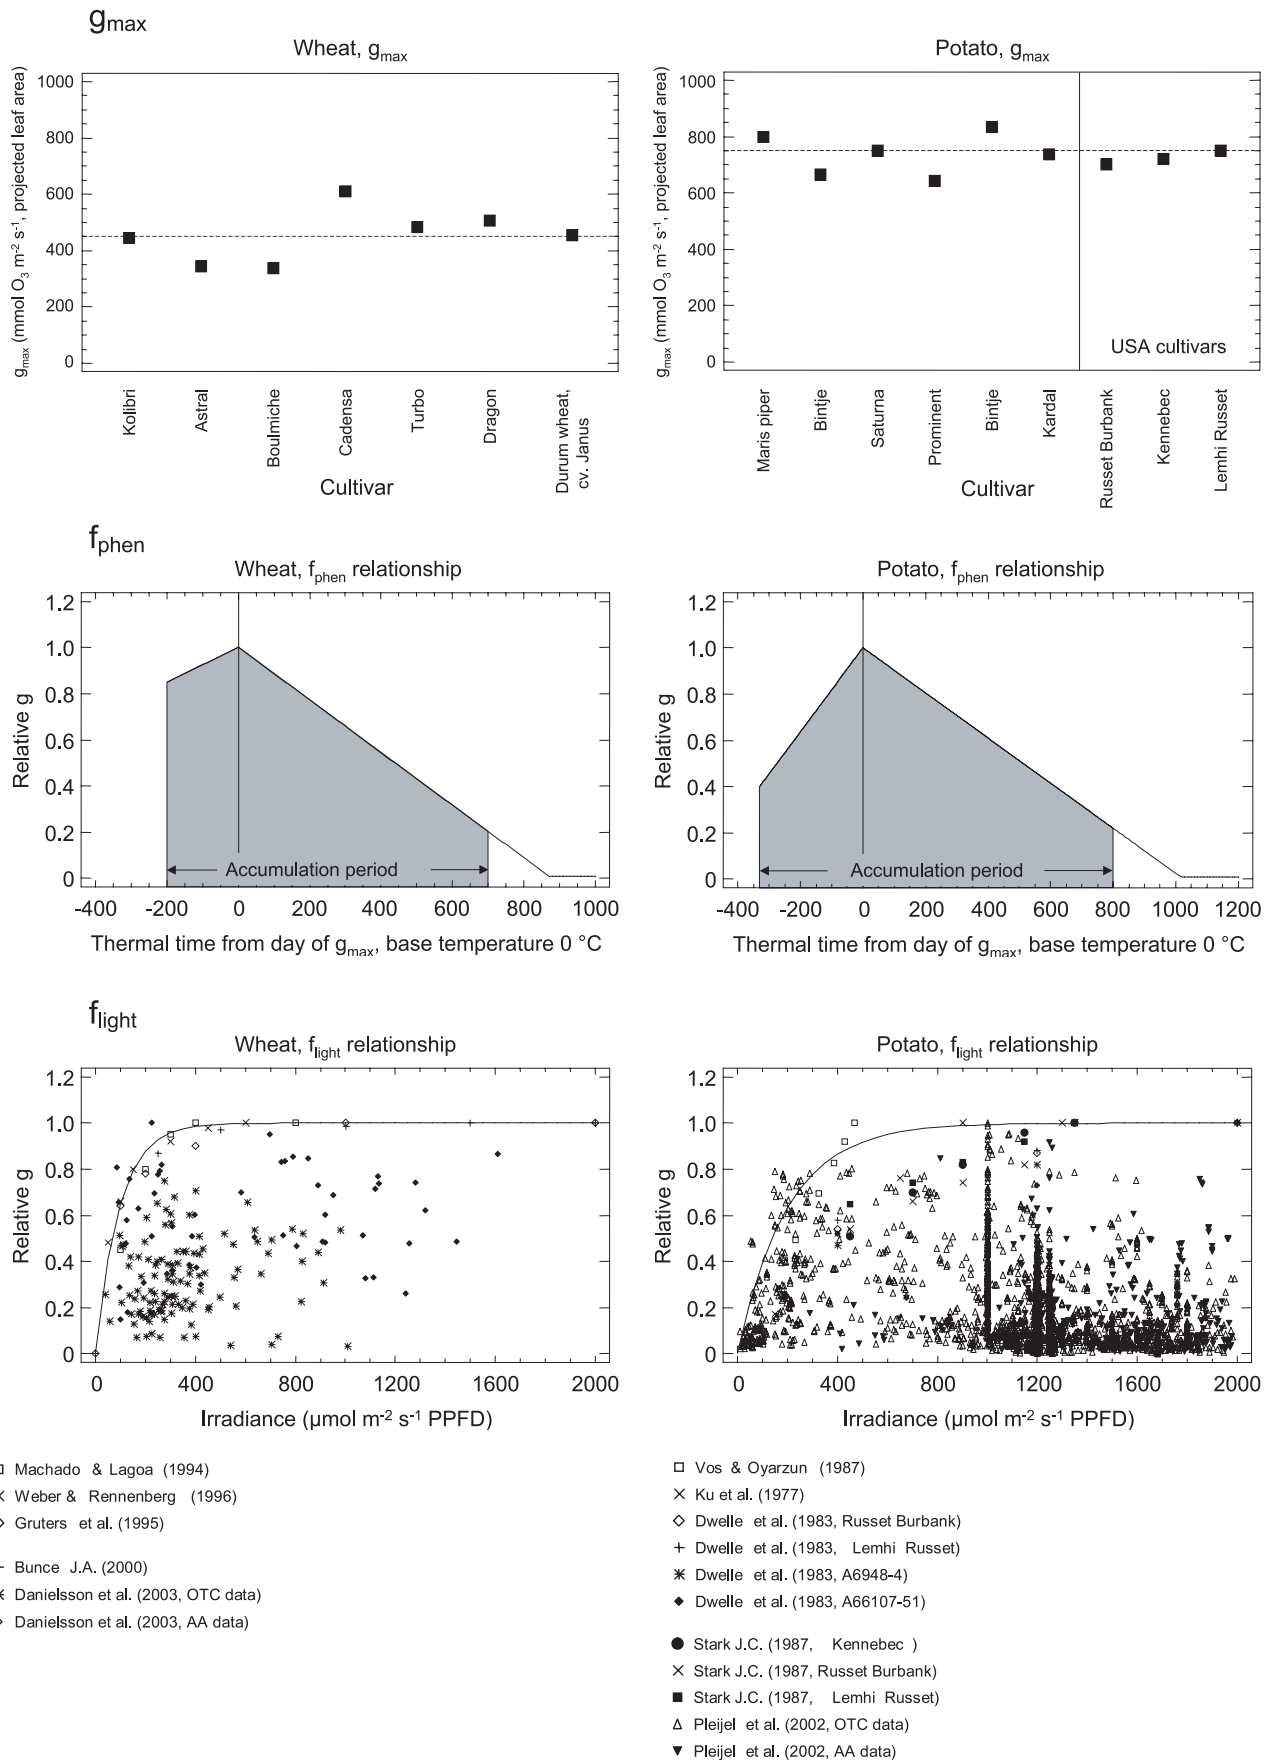 gmax
Wheat, gmax
gmax (mmol O3 m-2 s-1, projected leaf area)
1000
800
600
400
200
0
Kolibri
Astral
Boulmiche
Cadensa
Turbo
Dragon
Durum wheat,
cv. Janus
Cultivar
Potato, gmax
gmax (mmol O3 m-2 s-1, projected leaf area)
1000
800
600
400
200
0
USA cultivars
Maris piper
Bintje
Saturna
Prominent
Bintje
Kardal
Russet Burbank
Kennebec
Lemhi Russet
Cultivar
fphen
Wheat, fphen relationship
Relative g
1.2
1.0
0.8
0.6
0.4
0.2
0
Accumulation period
-400 -200 0 200 400 600 800 1000
Thermal time from day of gmax, base temperature 0 °C
Potato, fphen relationship
Relative g
1.2
1.0
0.8
0.6
0.4
0.2
0
Accumulation period
-400 -200 0 200 400 600 800 1000 1200
Thermal time from day of gmax, base temperature 0 °C
flight
Wheat, flight relationship
Relative g
1.2
1.0
0.8
0.6
0.4
0.2
0
0 400 800 1200 1600 2000
Irradiance (µmol m-2 s-1 PPFD)
Machado & Lagoa (1994)
Weber & Rennenberg (1996)
Gruters et al. (1995)
Bunce J.A. (2000)
Danielsson et al. (2003, OTC data)
Danielsson et al. (2003, AA data)
Potato, flight relationship
Relative g
1.2
1.0
0.8
0.6
0.4
0.2
0
0 400 800 1200 1600 2000
Irradiance (µmol m-2 s-1 PPFD)
Vos & Oyarzun (1987)
Ku et al. (1977)
Dwelle et al. (1983, Russet Burbank)
Dwelle et al. (1983, Lemhi Russet)
Dwelle et al. (1983, A6948-4)
Dwelle et al. (1983, A66107-51)
Stark J.C. (1987, Kennebec )
Stark J.C. (1987, Russet Burbank)
Stark J.C. (1987, Lemhi Russet)
Pleijel et al. (2002, OTC data)
Pleijel et al. (2002, AA data)